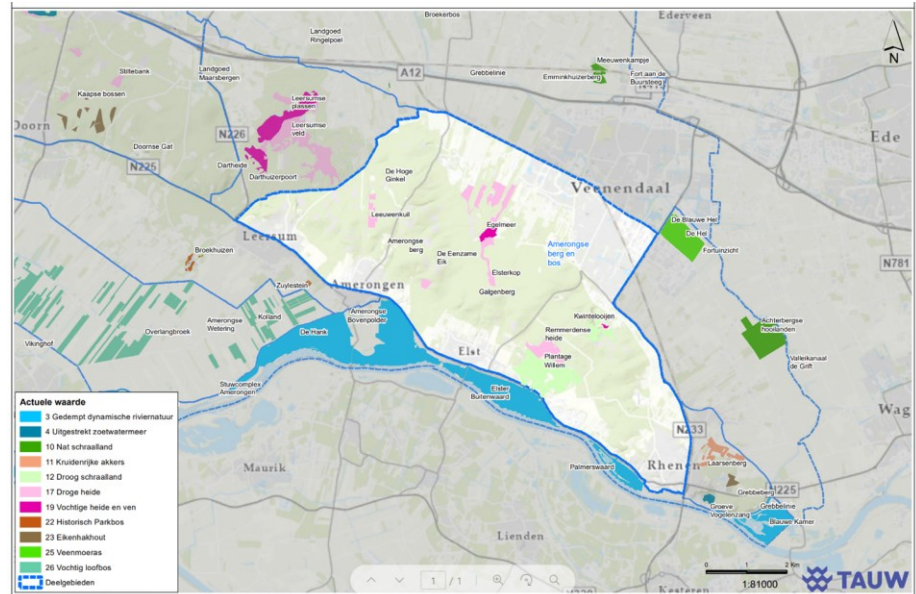 Ederveen
Broekerbos
Landgoed
Ringelpoel
Landgoed
Maarsbergen
A12
Grebbelinie
Meeuwenkampje
Emminkhuizerberg
Fort aan de
Buursteeg
N
Stiltebank
Kaapse bossen
Doorn
Doornse Gat
N225
N226
Leersumse
plassen
Leersumse
veld
Dartheide
Darthuizerpoort
De Hoge
Ginkel
Leeuwenkuil
Ede
Veenendaal
De Blauwe Hel
De Hel
Fortuinzicht
Egelmeer
Amerongse
berg
De Eenzame
Eik
Amerongse
berg en
bos
Elsterkop
Galgenberg
Leersum
Broekhuizen
N781
Zuylestein
Amerongen
Amerongse
Bovenpolder
Kolland
De Hank
Amerongse
Wetering
Overlangbroek
Vikinghof
Kwintelooijen
Remmerdense
heide
Plantage
Willem
Achterbergse
hooilanden
Valleikanaal
de Grift
Elst
Elster
Buitenwaard
Stuwcomplex
Amerongen
Wag
N233
Maurik
Rhenen
Laarsenberg
Palmerswaard
Grebbeberg
N225
Groeve
Vogelenzang
Grebbelinie
Blauwe Kamer
Lienden
Kesteren
Actuele waarde
3 Gedempt dynamische riviernatuur
4 Uitgestrekt zoetwatermeer
10 Nat schraalland
11 Kruidenrijke akkers
12 Droog schraalland
17 Droge heide
19 Vochtige heide en ven
22 Historisch Parkbos
23 Eikenhakhout
25 Veenmoeras
26 Vochtig loofbos
Deelgebieden
1 / 1
0 1 2 Km
1:81000
TAUW